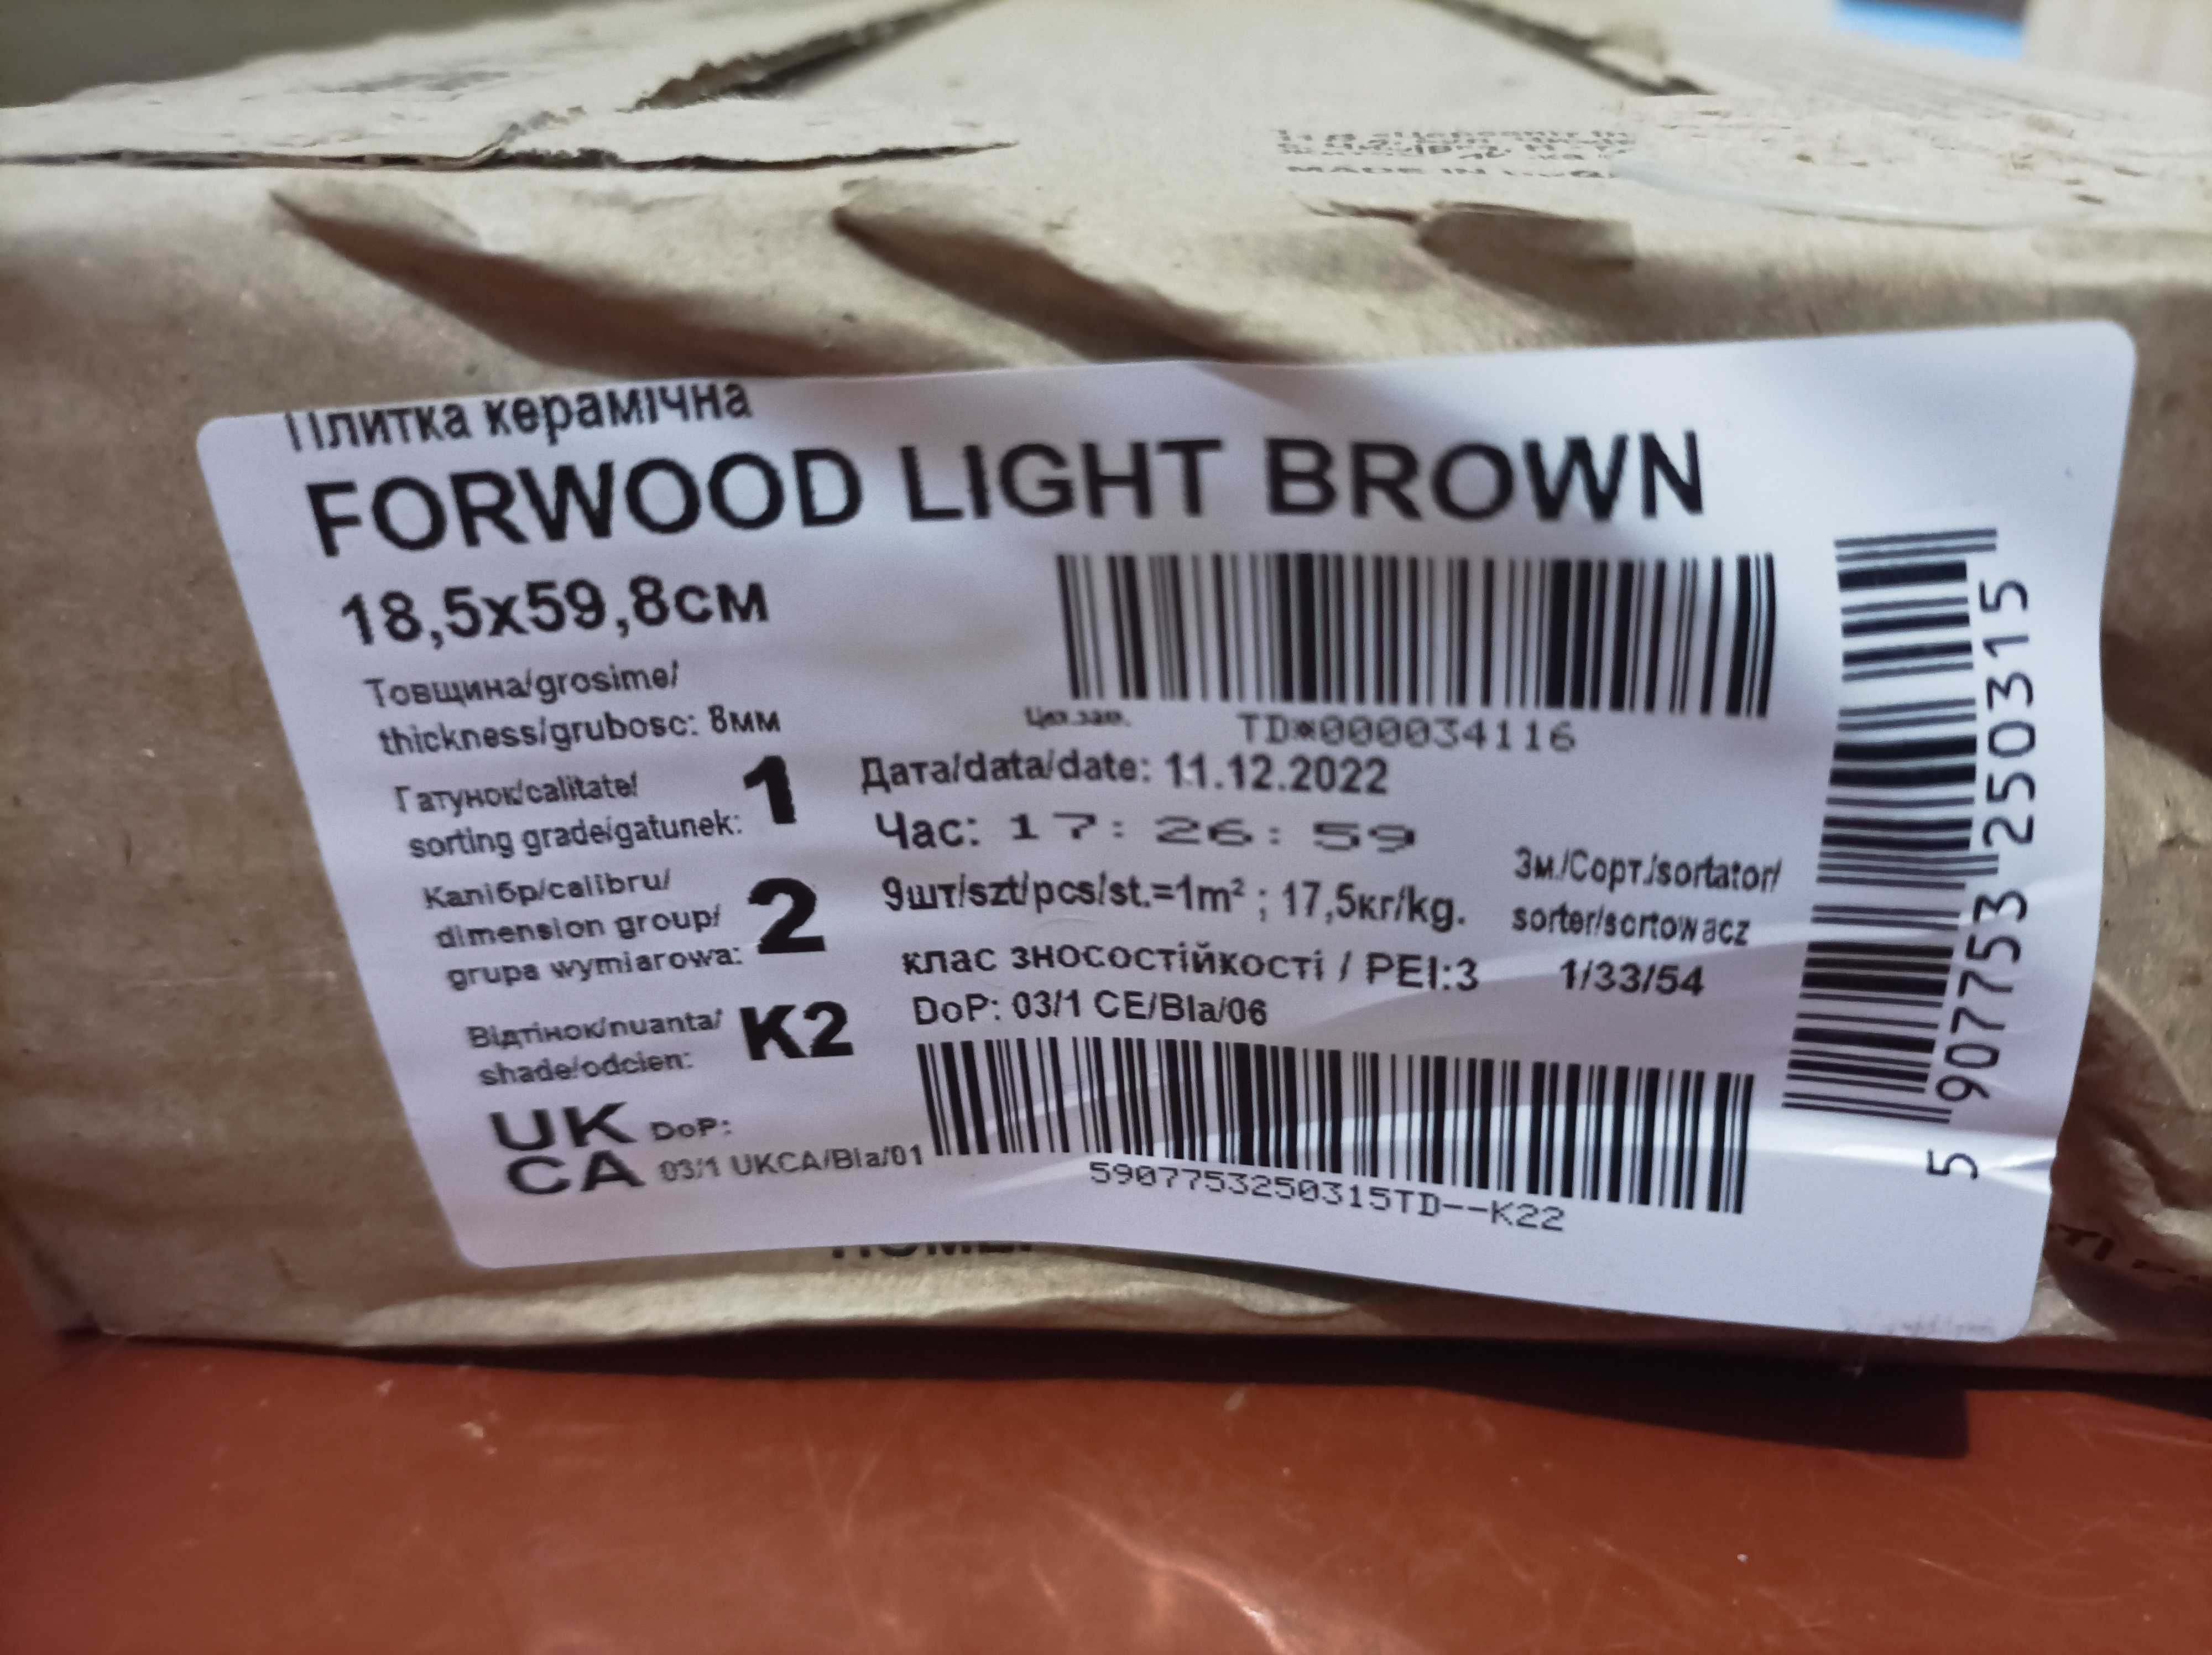 MADE IN
Плитка керамічна
FORWOOD LIGHT BROWN
18,5x59,8см
Товщина/grosime/
thickness/grubosc: 8мм
TD*000034116
Гатунок/calitate/
sorting grade/gatunek: 1
Дата/data/date: 11.12.2022
Час: 17:26:59
Калібр/calibru/
dimension group/
grupa wymiarowa: 2
9шт/szt/pcs/st.=1m² ; 17,5кг/kg.
Зм./Сорт./sortator/
sorter/sortowacz
1/33/54
клас зносостійкості / PEI:3
DoP: 03/1 CE/BIa/06
Відтінок/nuanta/
shade/odcien: K2
UK
CA
DoP:
03/1 UKCA/BIa/01
5907753250315TD--K22
5 907753 250315